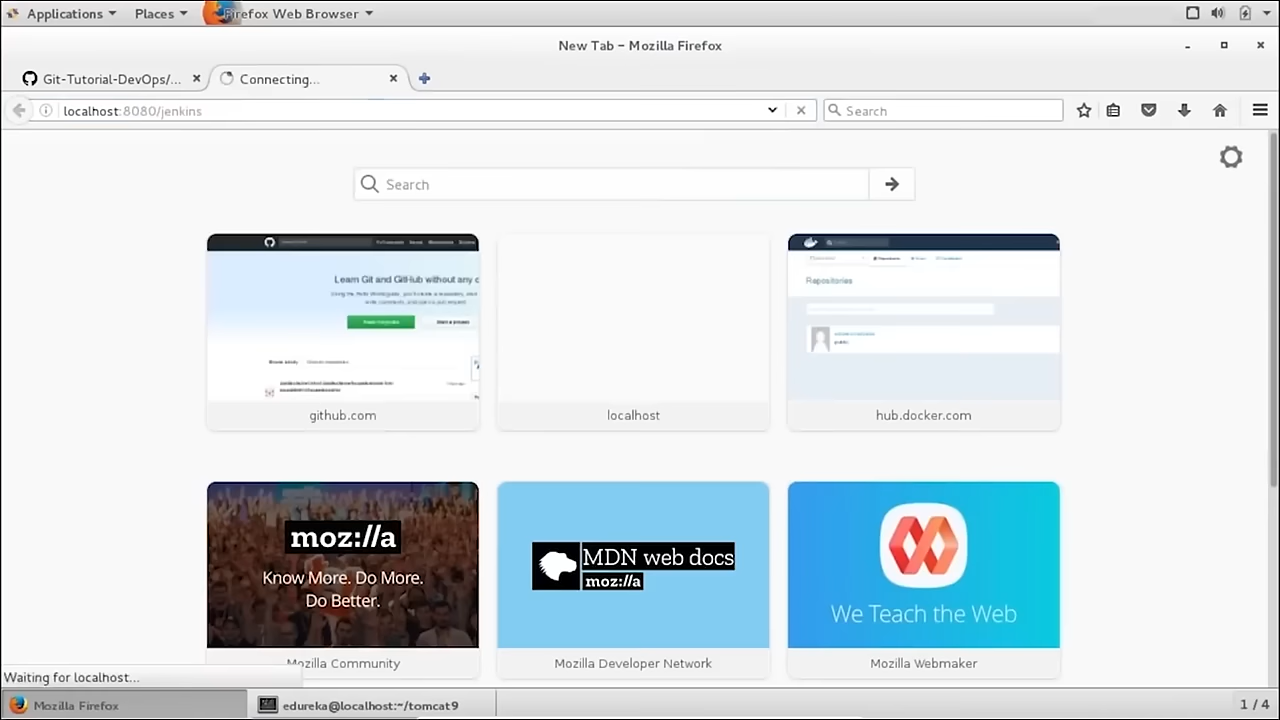 Applications Places Firefox Web Browser
New Tab - Mozilla Firefox
Git-Tutorial-DevOps/... Connecting...
localhost:8080/jenkins Search
Search
Learn Git and GitHub without any c
Repositories
github.com localhost hub.docker.com
moz://a
Know More. Do More.
Do Better.
MDN web docs
moz://a
We Teach the Web
Mozilla Community Mozilla Developer Network Mozilla Webmaker
Waiting for localhost...
Mozilla Firefox edureka@localhost:~/tomcat9 1 / 4